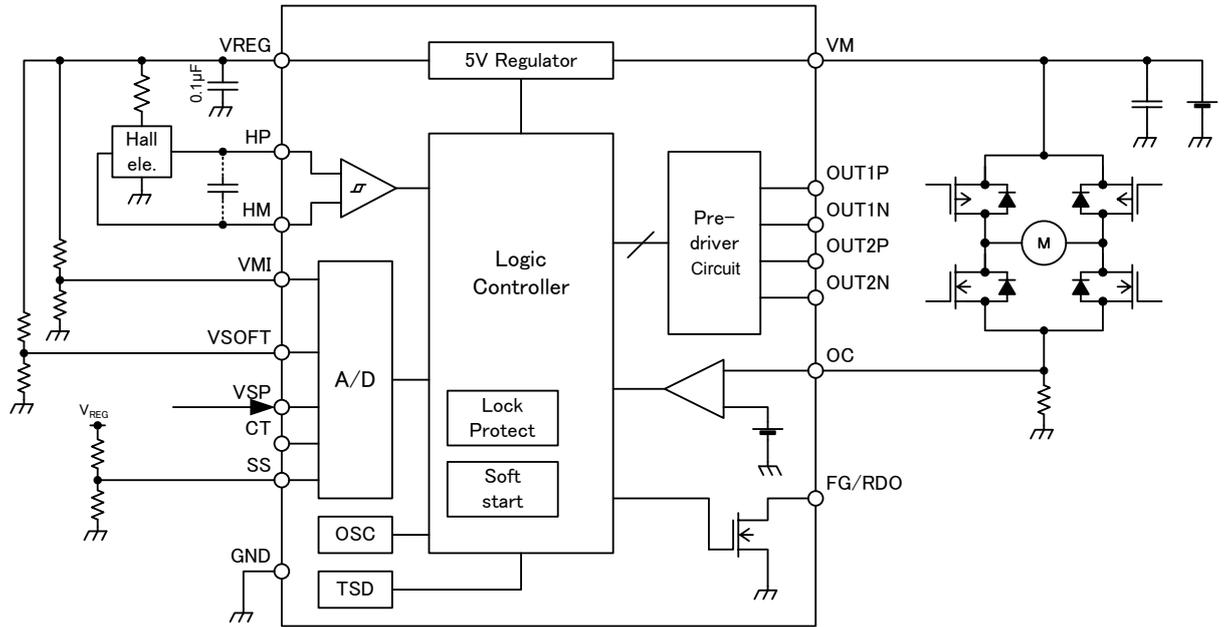 VREG
5V Regulator
VM
0.1μF
Hall
ele.
HP
HM
OUT1P
OUT1N
OUT2P
OUT2N
Pre-
driver
Circuit
M
Logic
Controller
VMI
VSOFT
A/D
OC
VSP
CT
SS
VREG
Lock
Protect
Soft
start
FG/RDO
OSC
GND
TSD